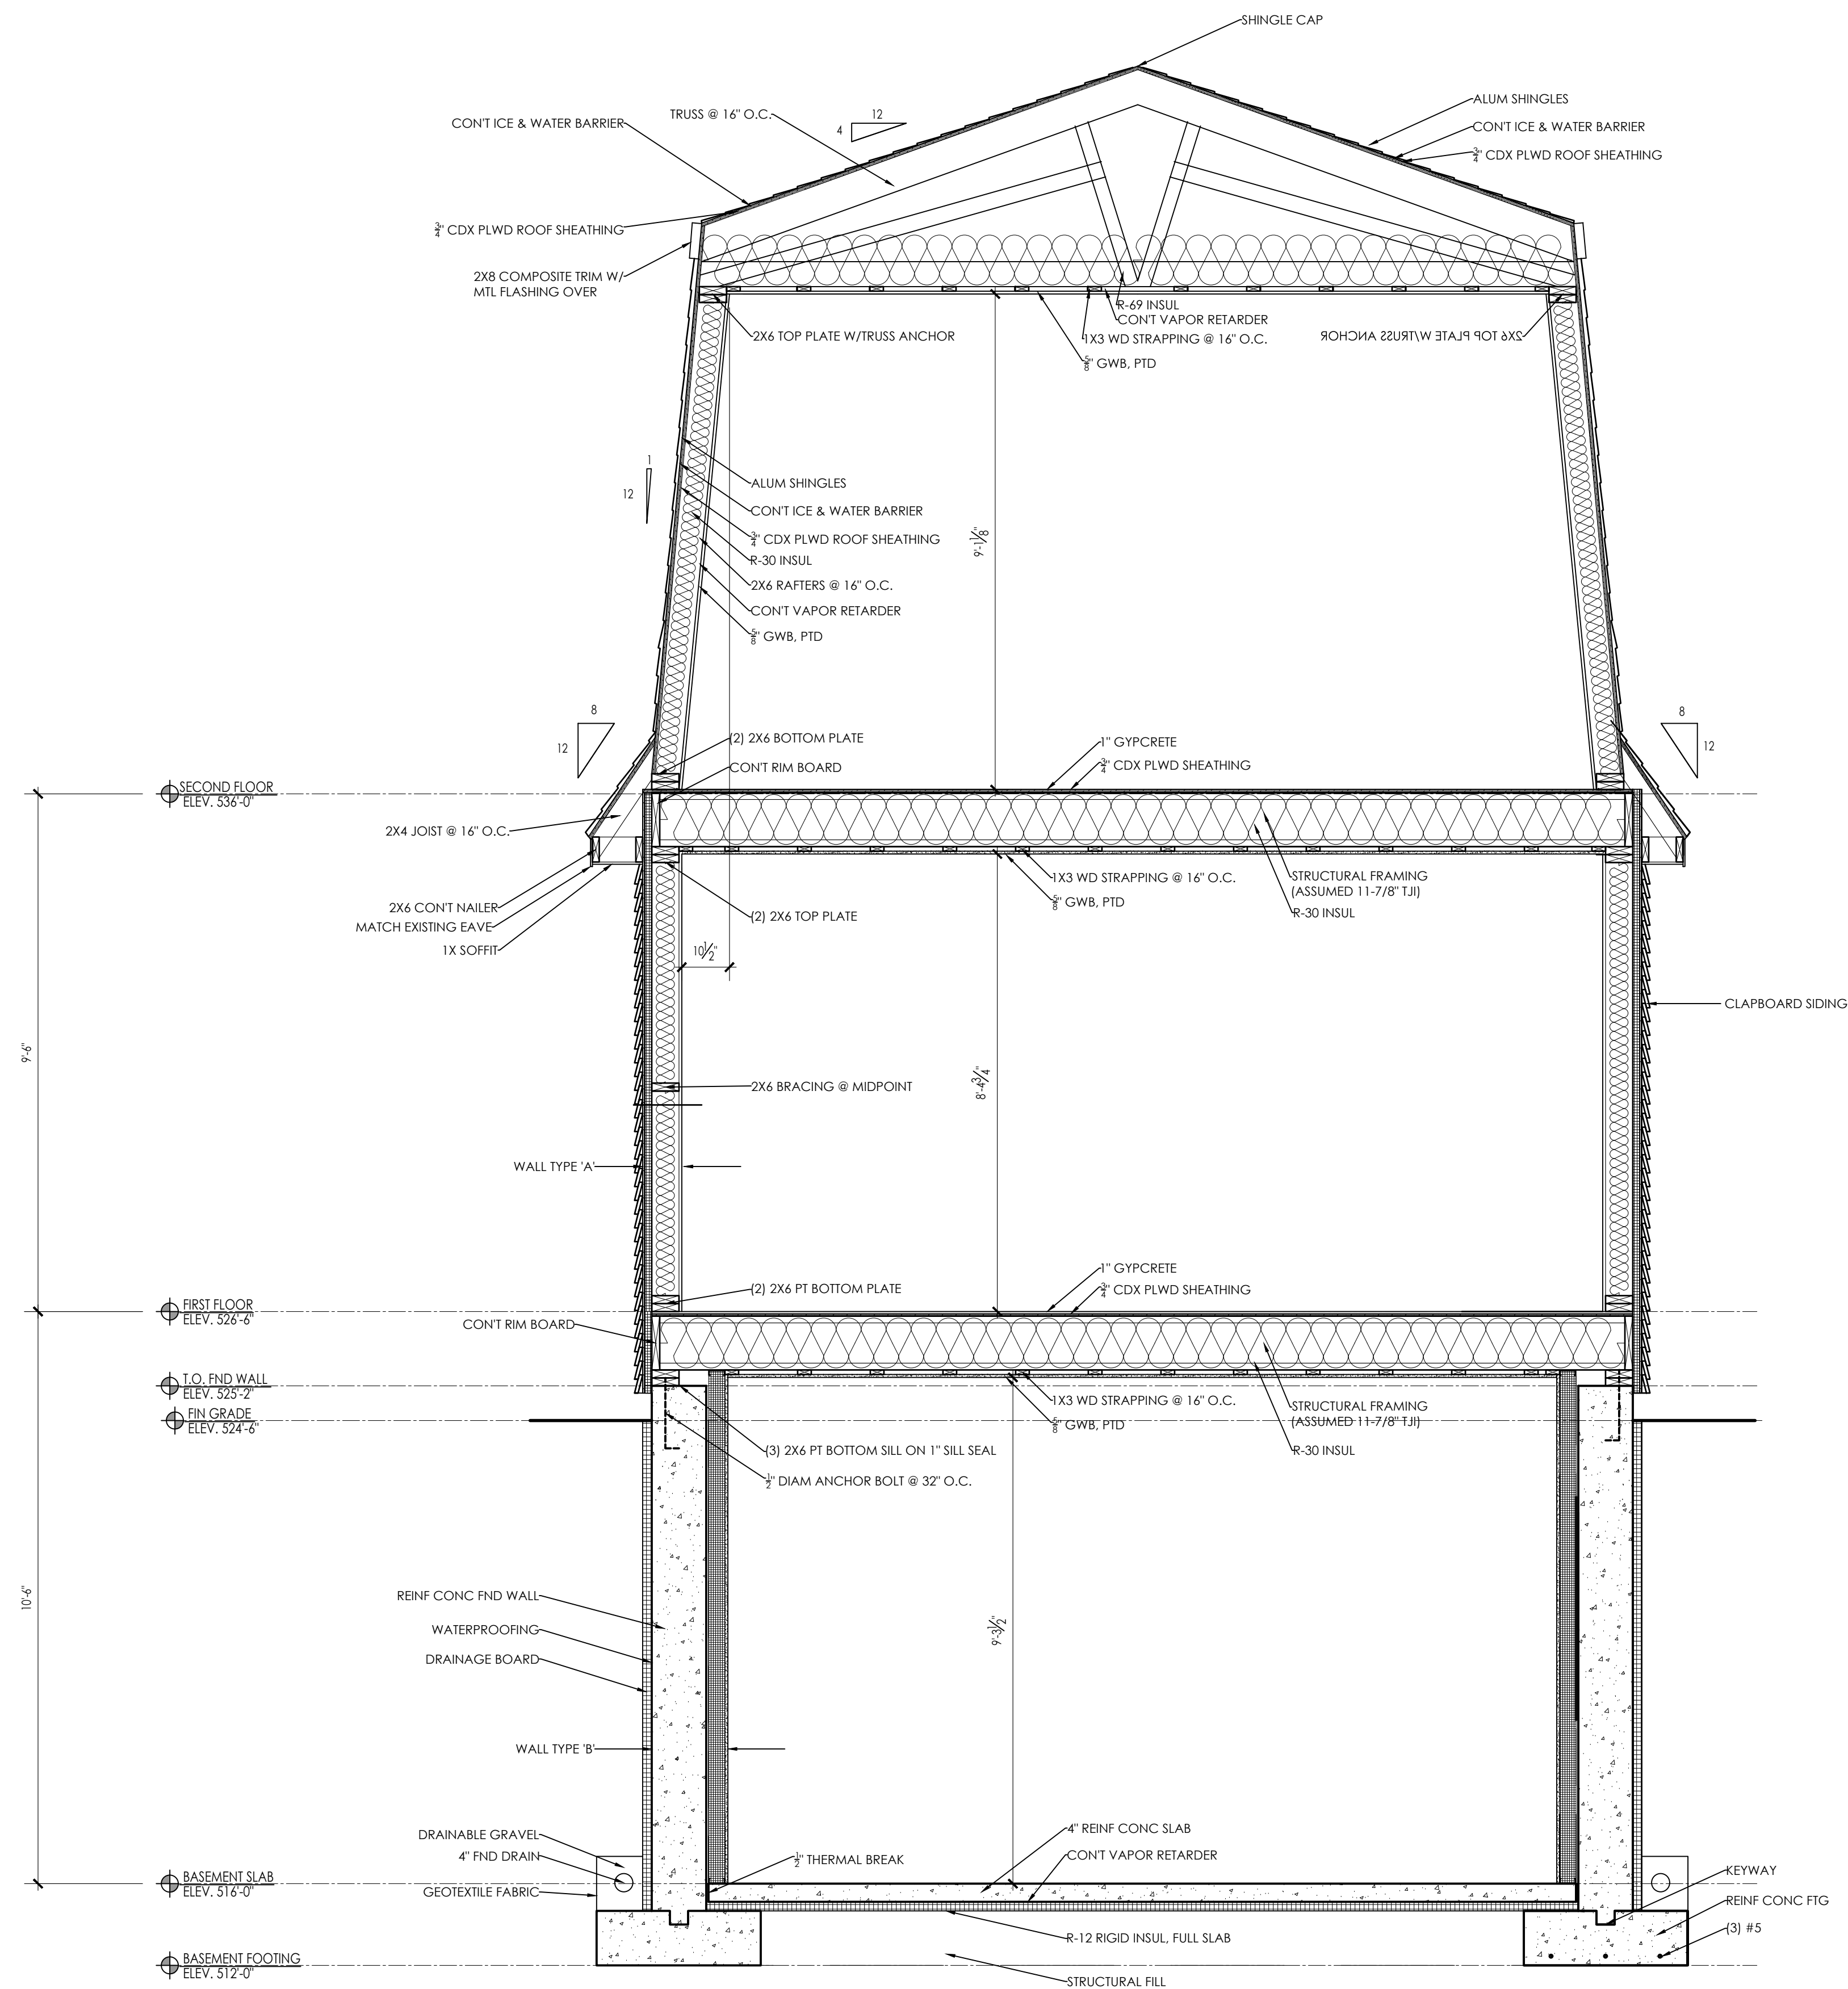 SHINGLE CAP
CON'T ICE & WATER BARRIER
TRUSS @ 16" O.C.
12
4
ALUM SHINGLES
CON'T ICE & WATER BARRIER
3/4" CDX PLWD ROOF SHEATHING
3/4" CDX PLWD ROOF SHEATHING
2X8 COMPOSITE TRIM W/
MTL FLASHING OVER
R-69 INSUL
CON'T VAPOR RETARDER
2X6 TOP PLATE W/TRUSS ANCHOR
1X3 WD STRAPPING @ 16" O.C.
2X6 TOP PLATE W/TRUSS ANCHOR
5/8" GWB, PTD
1
12
ALUM SHINGLES
CON'T ICE & WATER BARRIER
3/4" CDX PLWD ROOF SHEATHING
R-30 INSUL
2X6 RAFTERS @ 16" O.C.
CON'T VAPOR RETARDER
5/8" GWB, PTD
9'-1 1/8"
8
12
8
12
(2) 2X6 BOTTOM PLATE
CON'T RIM BOARD
1" GYPCRETE
3/4" CDX PLWD SHEATHING
SECOND FLOOR
ELEV. 536'-0"
2X4 JOIST @ 16" O.C.
1X3 WD STRAPPING @ 16" O.C.
5/8" GWB, PTD
STRUCTURAL FRAMING
(ASSUMED 11-7/8" TJI)
R-30 INSUL
2X6 CON'T NAILER
MATCH EXISTING EAVE
1X SOFFIT
(2) 2X6 TOP PLATE
10 1/2"
CLAPBOARD SIDING
9'-6"
2X6 BRACING @ MIDPOINT
8'-4 3/4"
WALL TYPE 'A'
1" GYPCRETE
(2) 2X6 PT BOTTOM PLATE
3/4" CDX PLWD SHEATHING
FIRST FLOOR
ELEV. 526'-6"
CON'T RIM BOARD
T.O. FND WALL
ELEV. 525'-2"
FIN GRADE
ELEV. 524'-6"
1X3 WD STRAPPING @ 16" O.C.
5/8" GWB, PTD
STRUCTURAL FRAMING
(ASSUMED 11-7/8" TJI)
R-30 INSUL
(3) 2X6 PT BOTTOM SILL ON 1" SILL SEAL
1/2" DIAM ANCHOR BOLT @ 32" O.C.
10'-6"
REINF CONC FND WALL
WATERPROOFING
DRAINAGE BOARD
9'-3 1/2"
WALL TYPE 'B'
DRAINABLE GRAVEL
4" FND DRAIN
GEOTEXTILE FABRIC
1/2" THERMAL BREAK
4" REINF CONC SLAB
CON'T VAPOR RETARDER
BASEMENT SLAB
ELEV. 516'-0"
KEYWAY
REINF CONC FTG
(3) #5
R-12 RIGID INSUL, FULL SLAB
BASEMENT FOOTING
ELEV. 512'-0"
STRUCTURAL FILL